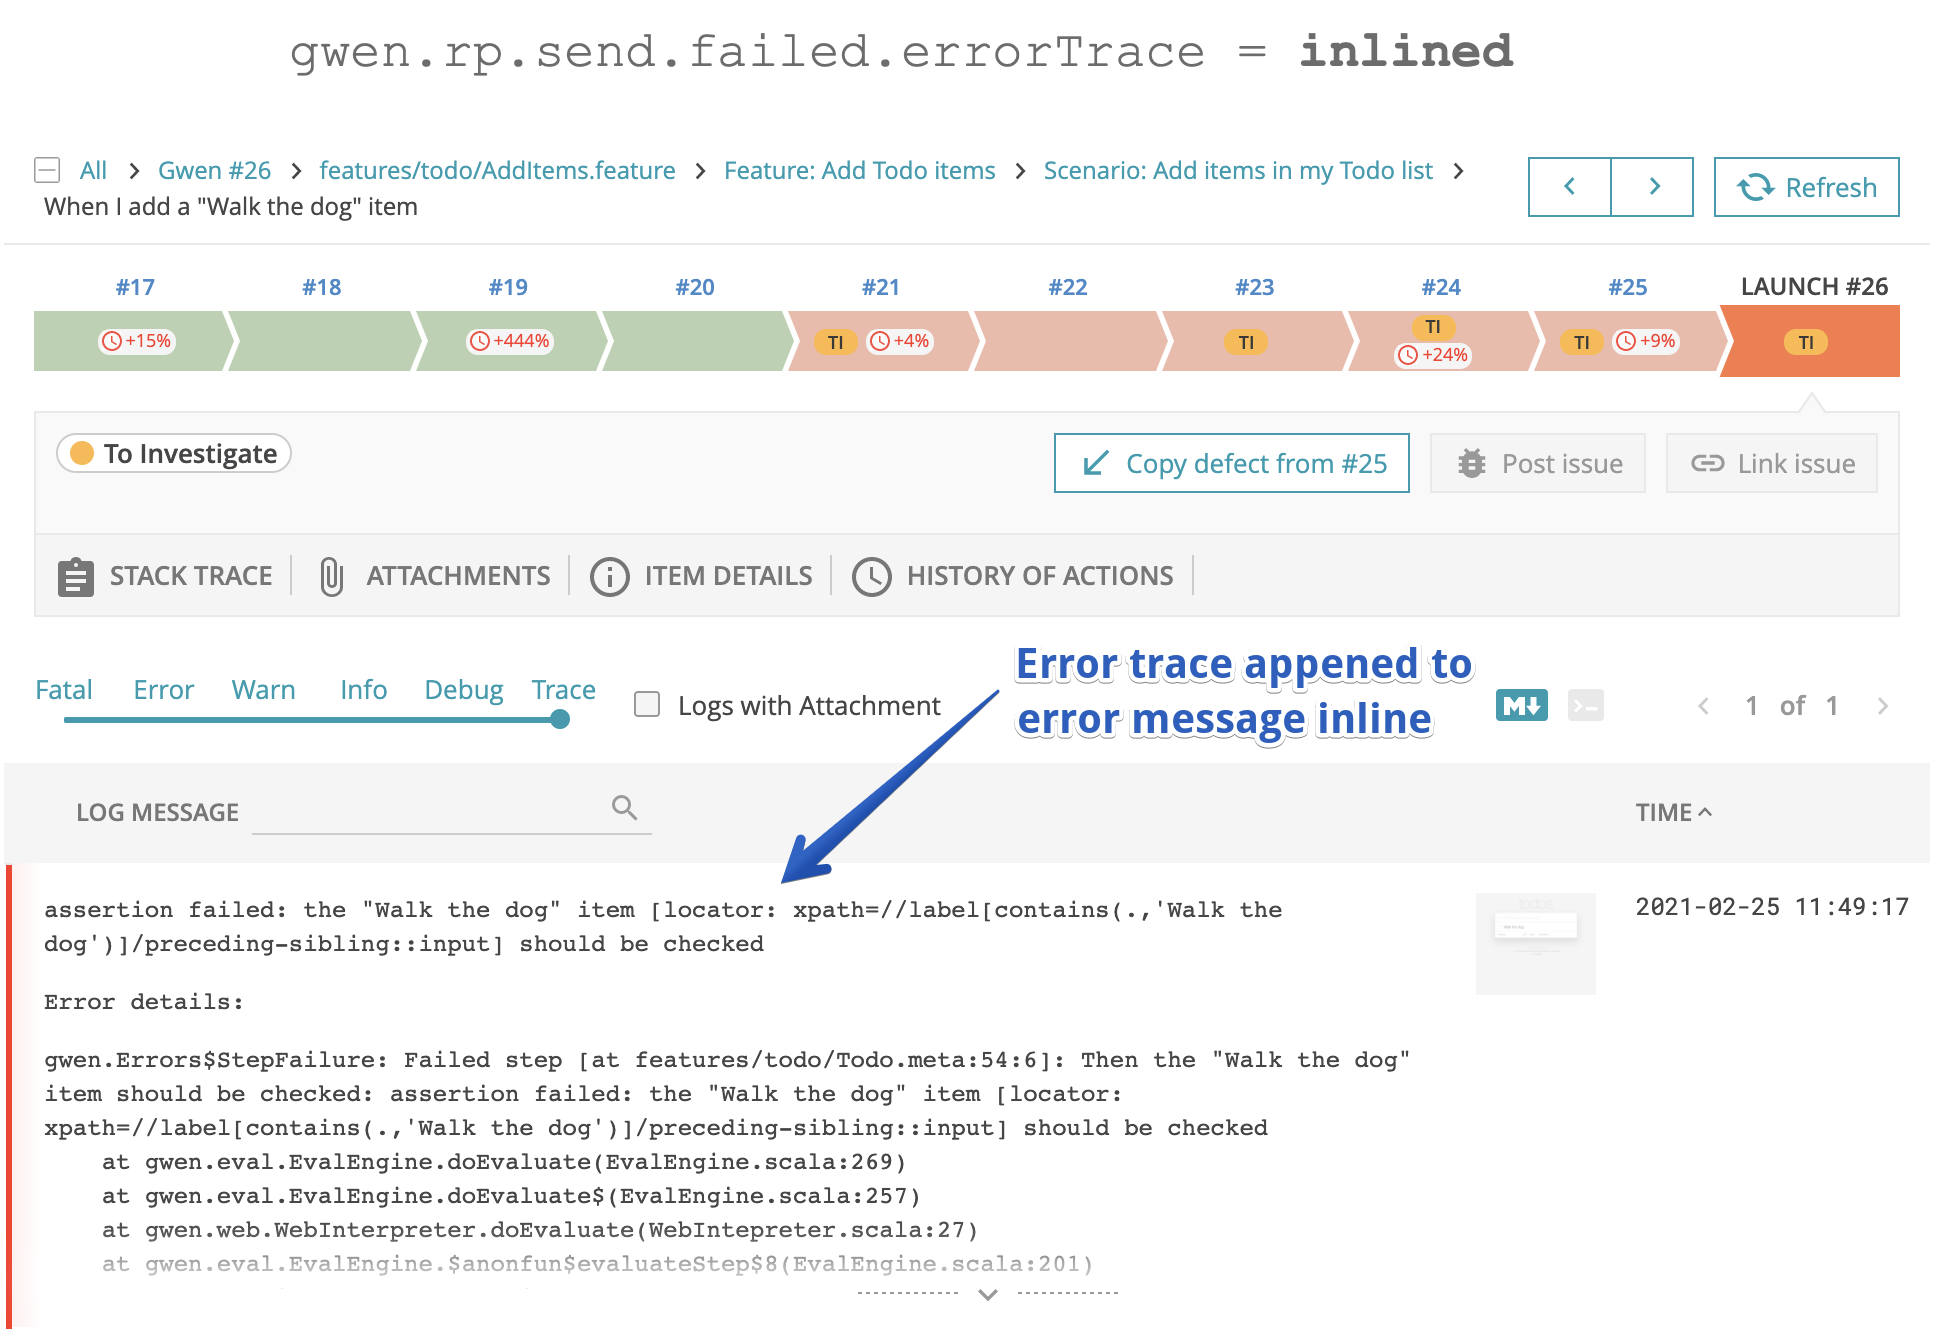 gwen.rp.send.failed.errorTrace = inlined
All > Gwen #26 > features/todo/AddItems.feature > Feature: Add Todo items > Scenario: Add items in my Todo list >
When I add a "Walk the dog" item
Refresh
#17 #18 #19 #20 #21 #22 #23 #24 #25 LAUNCH #26
+15% +444% TI +4% TI TI +24% TI +9% TI
To Investigate
Copy defect from #25
Post issue
Link issue
STACK TRACE
ATTACHMENTS
ITEM DETAILS
HISTORY OF ACTIONS
Error trace appened to
error message inline
Fatal Error Warn Info Debug Trace
Logs with Attachment
M
1 of 1
LOG MESSAGE
TIME
assertion failed: the "Walk the dog" item [locator: xpath=//label[contains(.,'Walk the
dog')]/preceding-sibling::input] should be checked
2021-02-25 11:49:17
Error details:
gwen.Errors$StepFailure: Failed step [at features/todo/Todo.meta:54:6]: Then the "Walk the dog"
item should be checked: assertion failed: the "Walk the dog" item [locator:
xpath=//label[contains(.,'Walk the dog')]/preceding-sibling::input] should be checked
at gwen.eval.EvalEngine.doEvaluate(EvalEngine.scala:269)
at gwen.eval.EvalEngine.doEvaluate$(EvalEngine.scala:257)
at gwen.web.WebInterpreter.doEvaluate(WebIntepreter.scala:27)
at gwen.eval.EvalEngine.$anonfun$evaluateStep$8(EvalEngine.scala:201)